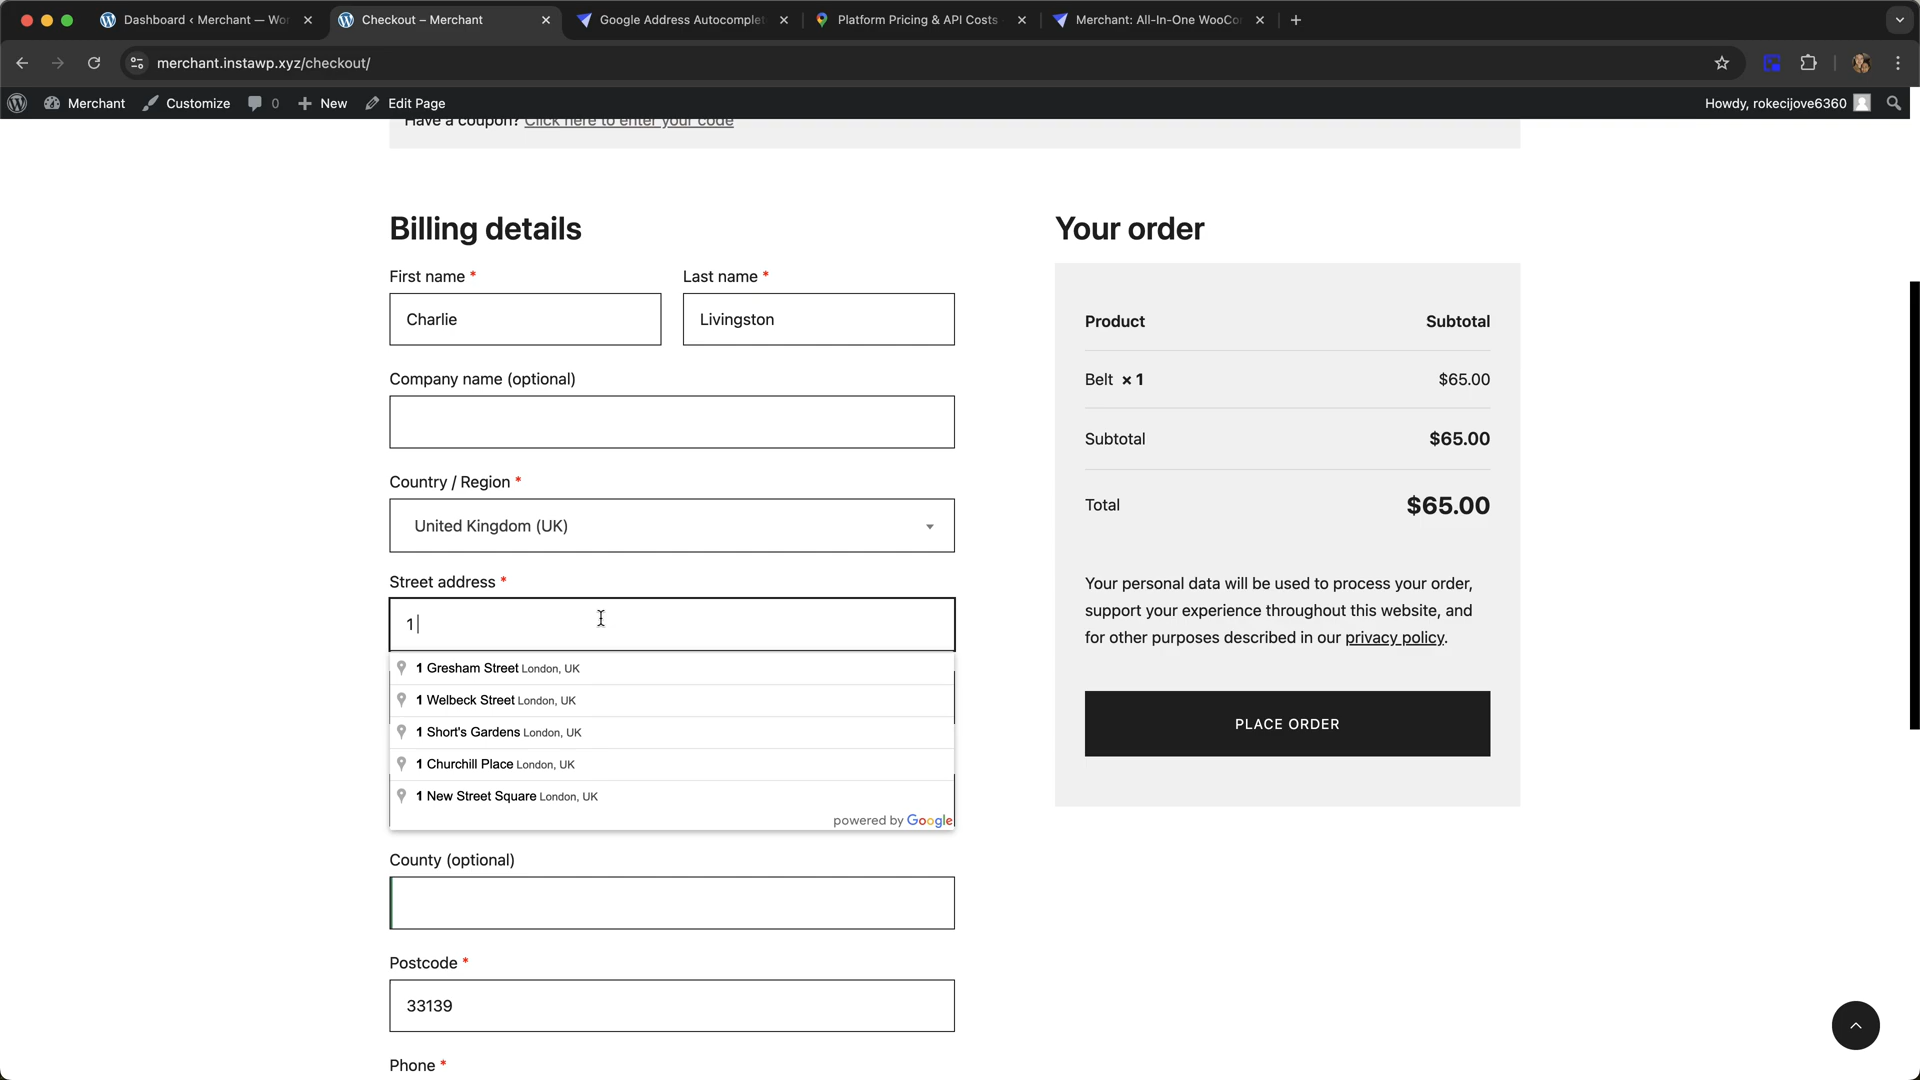 Dashboard ‹ Merchant — Wor
Checkout – Merchant
Google Address Autocomplet
Platform Pricing & API Costs
Merchant: All-In-One WooCo
merchant.instawp.xyz/checkout/
Merchant
Customize
0
New
Edit Page
Howdy, rokecijove6360
Have a coupon? Click here to enter your code
Billing details
First name *
Last name *
Charlie
Livingston
Company name (optional)
Country / Region *
United Kingdom (UK)
Street address *
1
1 Gresham Street London, UK
1 Welbeck Street London, UK
1 Short's Gardens London, UK
1 Churchill Place London, UK
1 New Street Square London, UK
powered by Google
County (optional)
Postcode *
33139
Phone *
Your order
Product Subtotal
Belt × 1 $65.00
Subtotal $65.00
Total $65.00
Your personal data will be used to process your order,
support your experience throughout this website, and
for other purposes described in our privacy policy.
PLACE ORDER